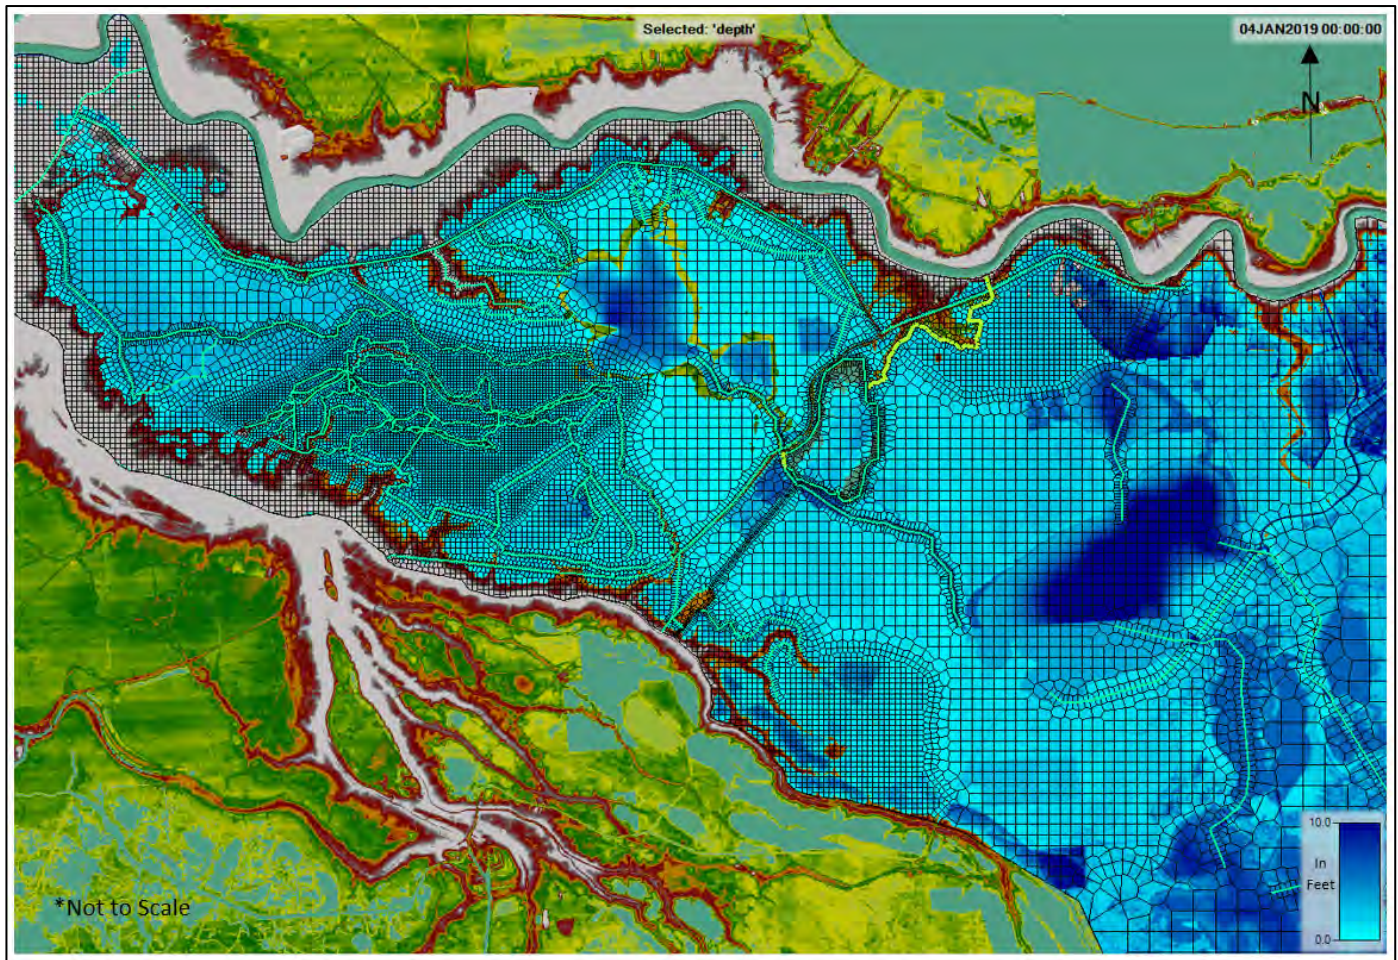 Selected: 'depth'
04JAN2019 00:00:00
N
10.0
In
Feet
0.0
*Not to Scale